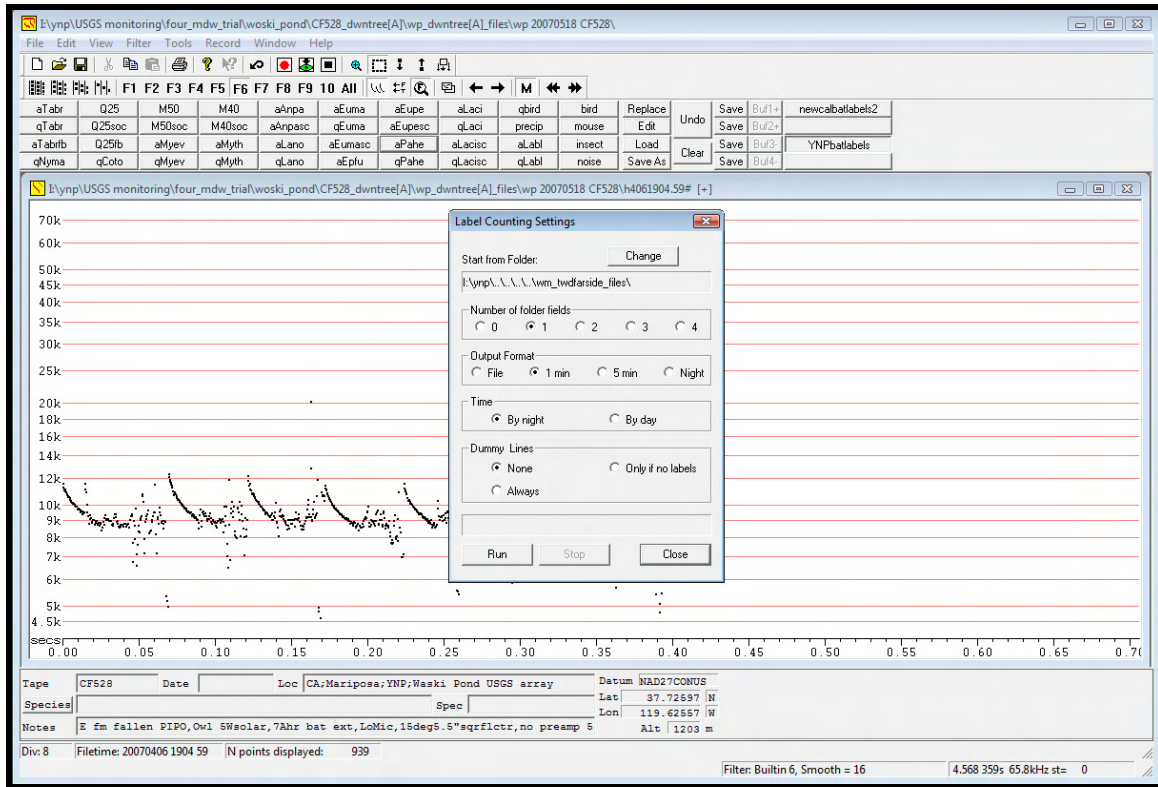 I:\ynp\USGS monitoring\four_mdw_trial\woski_pond\CF528_dwntree[A]\wp_dwntree[A]_files\wp 20070518 CF528\
File Edit View Filter Tools Record Window Help
F1 F2 F3 F4 F5 F6 F7 F8 F9 10 All M
aTabr Q25 M50 M40 aAnpa aEuma aEupe aLaci qbird bird Replace Undo Save Buf1+ newcalbatlabels2
qTabr Q25soc M50soc M40soc aAnpasc qEuma aEupesc qLaci precip mouse Edit Save Buf2+
aTabrfb Q25fb aMyev aMyth aLano aEumasc aPahe aLacisc aLabl insect Load Clear Save Buf3- YNPbatlabels
qNyma qCoto qMyev qMyth qLano aEpfu qPahe qLacisc qLabl noise Save As Save Buf4-
I:\ynp\USGS monitoring\four_mdw_trial\woski_pond\CF528_dwntree[A]\wp_dwntree[A]_files\wp 20070518 CF528\h4061904.59# [+]
70k
60k
50k
45k
40k
35k
30k
25k
20k
18k
16k
14k
12k
10k
9k
8k
7k
6k
5k
4.5k
secs
0.00 0.05 0.10 0.15 0.20 0.25 0.30 0.35 0.40 0.45 0.50 0.55 0.60 0.65 0.7
Label Counting Settings
Start from Folder: Change
I:\ynp\..\..\..\..\wm_twdfarside_files\
Number of folder fields
0 1 2 3 4
Output Format
File 1 min 5 min Night
Time
By night By day
Dummy Lines
None Only if no labels
Always
Run Stop Close
Tape CF528 Date Loc CA;Mariposa;YNP;Waski Pond USGS array Datum NAD27CONUS
Species Spec Lat 37.72597 N
Lon 119.62557 W
Notes E fm fallen PIPO,Owl 5Wsolar,7Ahr bat ext,LoMic,15deg5.5"sqrflctr,no preamp 5 Alt 1203 m
Div: 8 Filetime: 20070406 1904 59 N points displayed: 939
Filter: Builtin 6, Smooth = 16 4.568 359s 65.8kHz st= 0